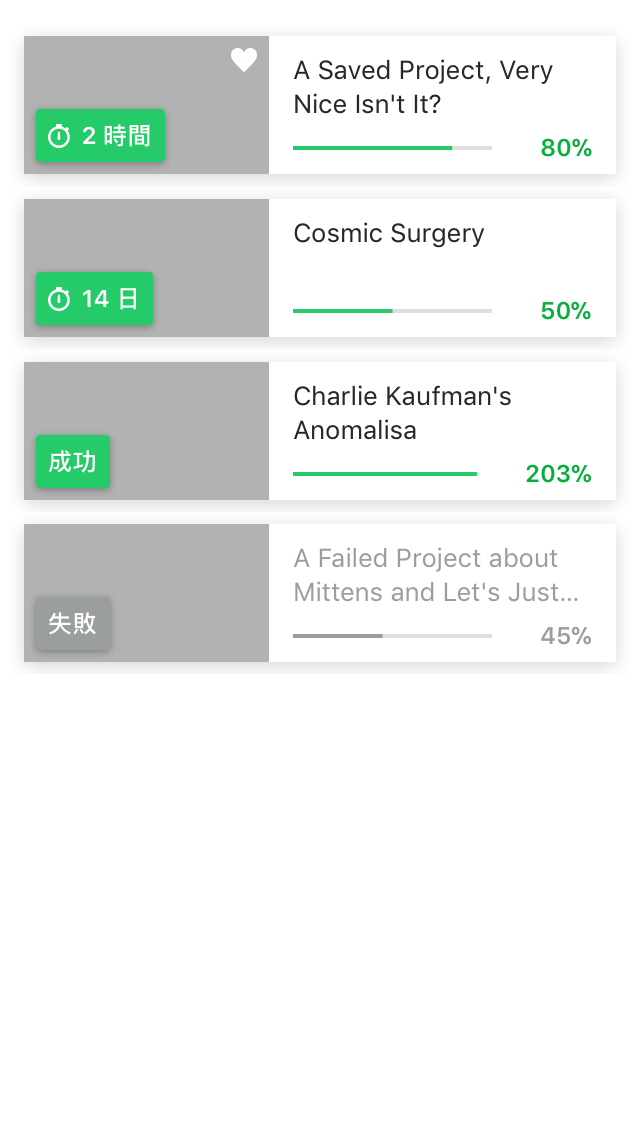 2 時間
A Saved Project, Very
Nice Isn't It?
80%
14 日
Cosmic Surgery
50%
成功
Charlie Kaufman's
Anomalisa
203%
失敗
A Failed Project about
Mittens and Let's Just...
45%